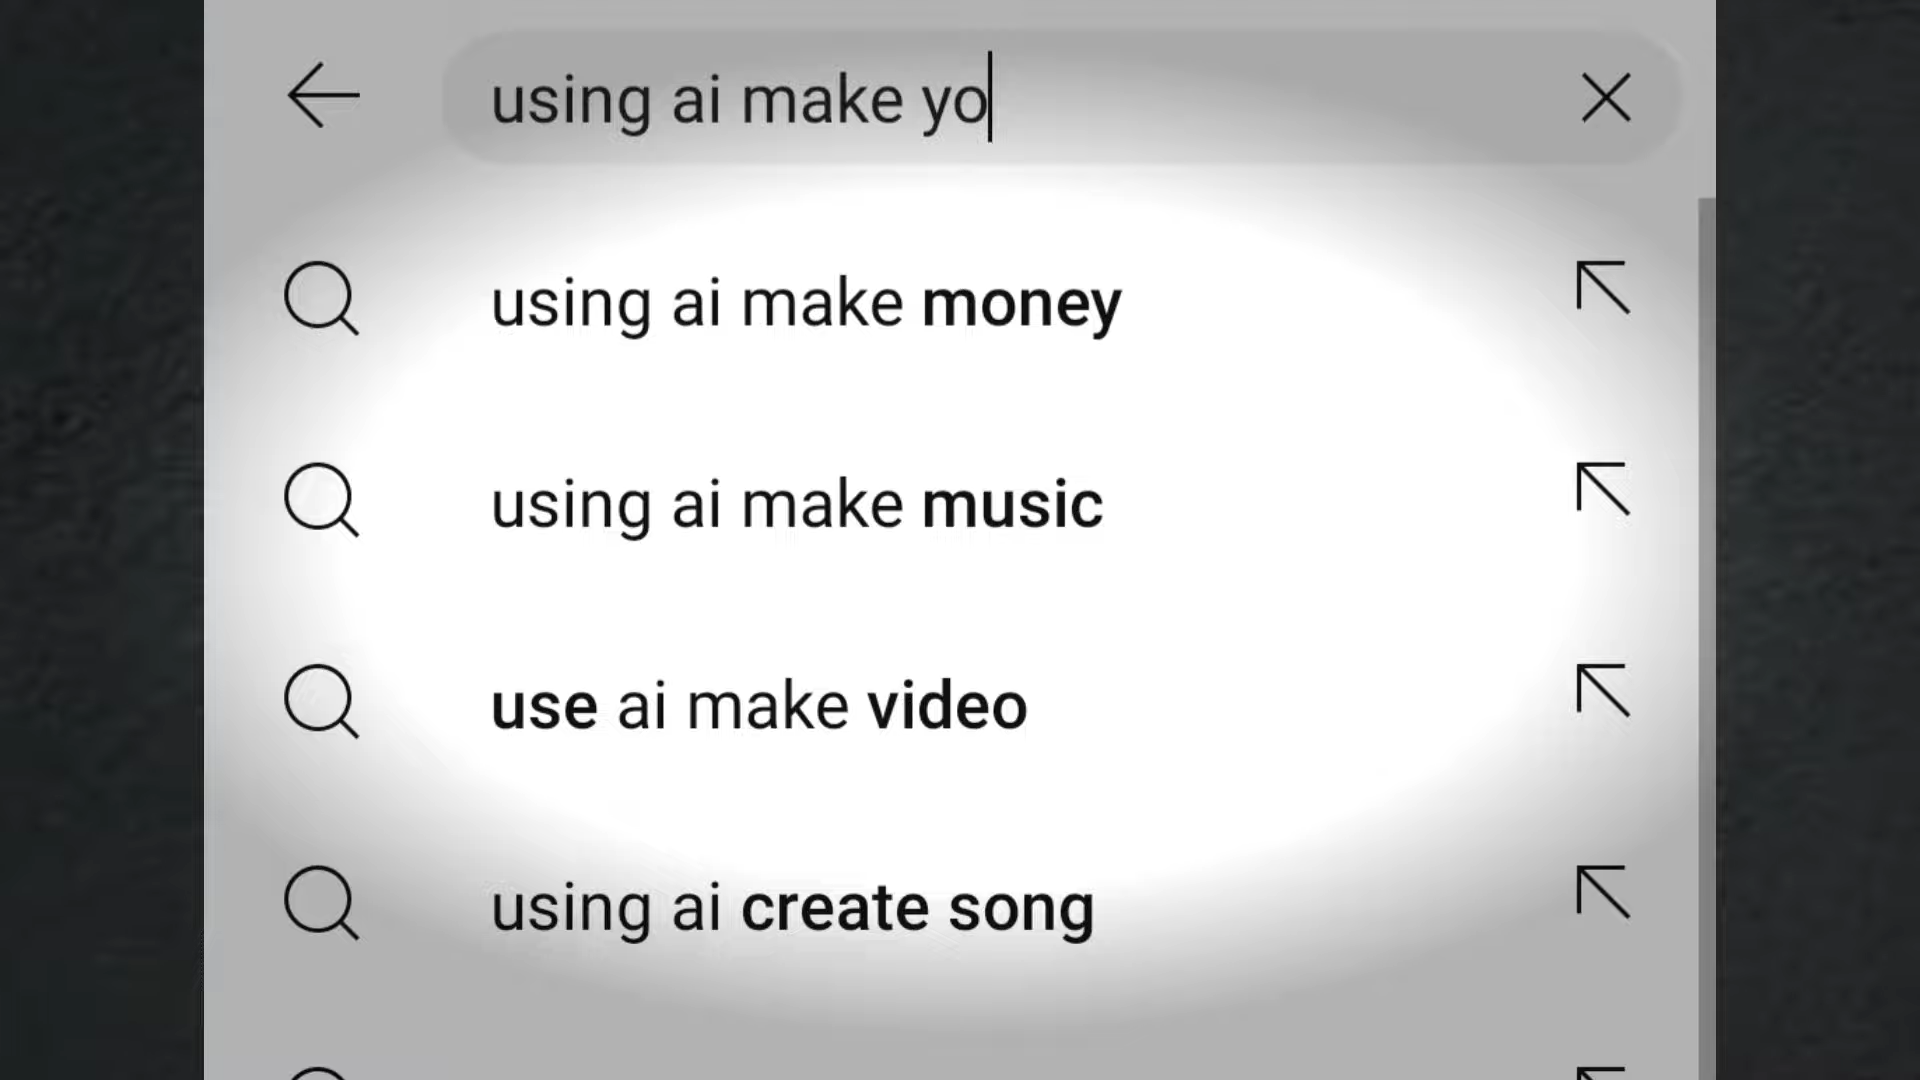 using ai make yo
using ai make money
using ai make music
use ai make video
using ai create song